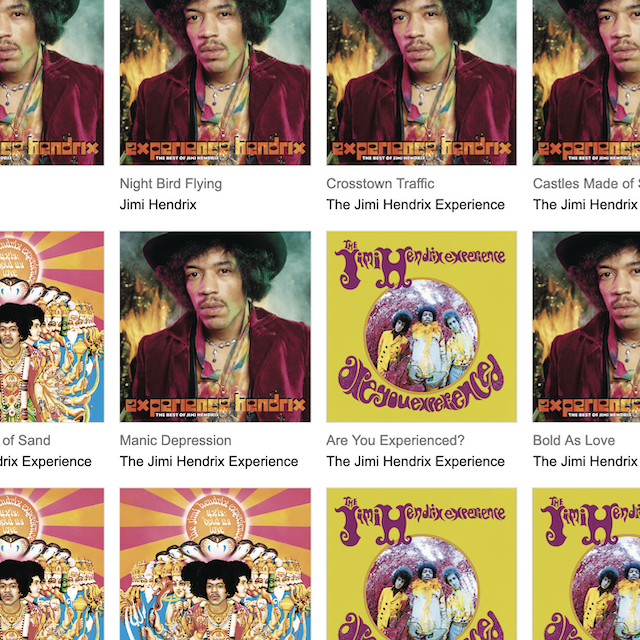 experience hendrix
experience hendrix
experience hendrix
THE BEST OF JIMI HENDRIX
THE BEST OF JIMI HENDRIX
THE BEST OF JIMI HENDRIX
Night Bird Flying
Crosstown Traffic
Castles Made of
Jimi Hendrix
The Jimi Hendrix Experience
The Jimi Hendrix
THE
Jimi Hendrix experience
axis:
bold as
love
experience hendrix
are you experienced
THE BEST OF JIMI HENDRIX
of Sand
Manic Depression
Are You Experienced?
Bold As Love
drix Experience
The Jimi Hendrix Experience
The Jimi Hendrix Experience
The Jimi Hendrix
axis:
bold as
love
the jimi hendrix experience
axis:
bold as
love
THE
Jimi Hendrix experience
THE
Jimi Hendrix